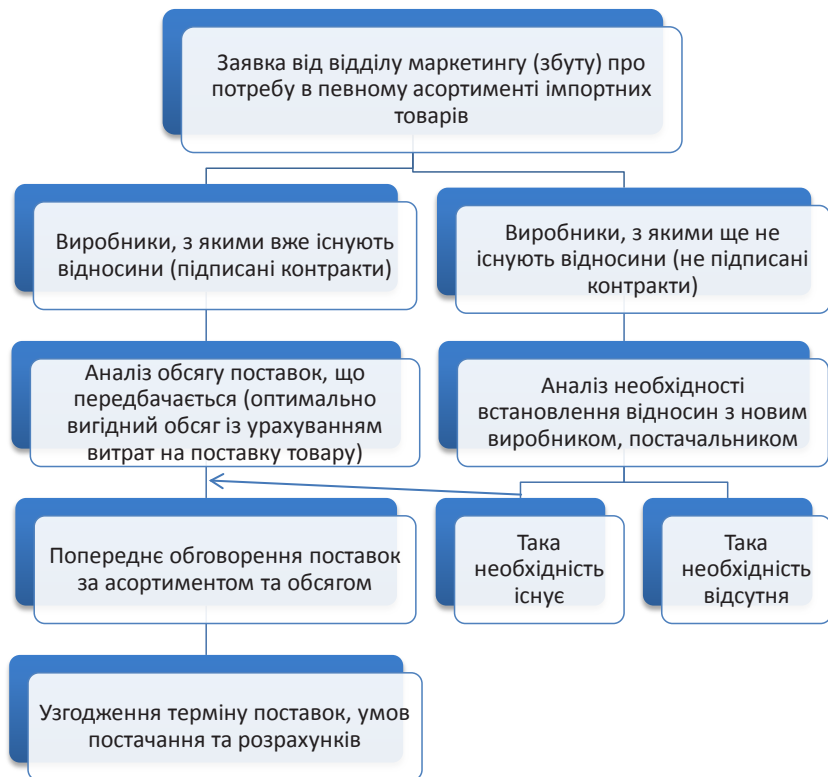 Заявка від відділу маркетингу (збуту) про
потребу в певному асортименті імпортних
товарів
Виробники, з якими вже існують
відносини (підписані контракти)
Виробники, з якими ще не
існують відносини (не підписані
контракти)
Аналіз обсягу поставок, що
передбачається (оптимально
вигідний обсяг із урахуванням
витрат на поставку товару)
Аналіз необхідності
встановлення відносин з новим
виробником, постачальником
Попереднє обговорення поставок
за асортиментом та обсягом
Така
необхідність
існує
Така
необхідність
відсутня
Узгодження терміну поставок, умов
постачання та розрахунків